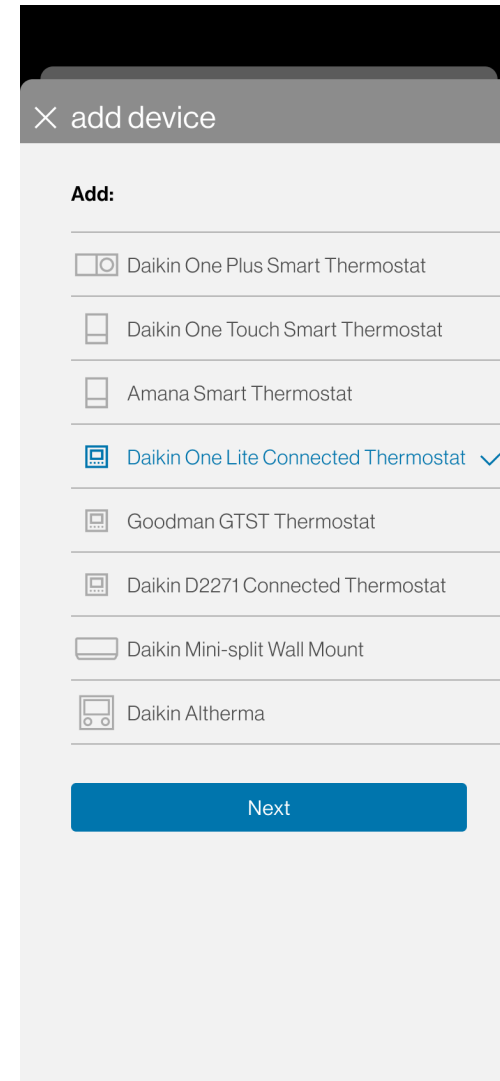 add device
Add:
Daikin One Plus Smart Thermostat
Daikin One Touch Smart Thermostat
Amana Smart Thermostat
Daikin One Lite Connected Thermostat
Goodman GTST Thermostat
Daikin D2271 Connected Thermostat
Daikin Mini-split Wall Mount
Daikin Altherma
Next